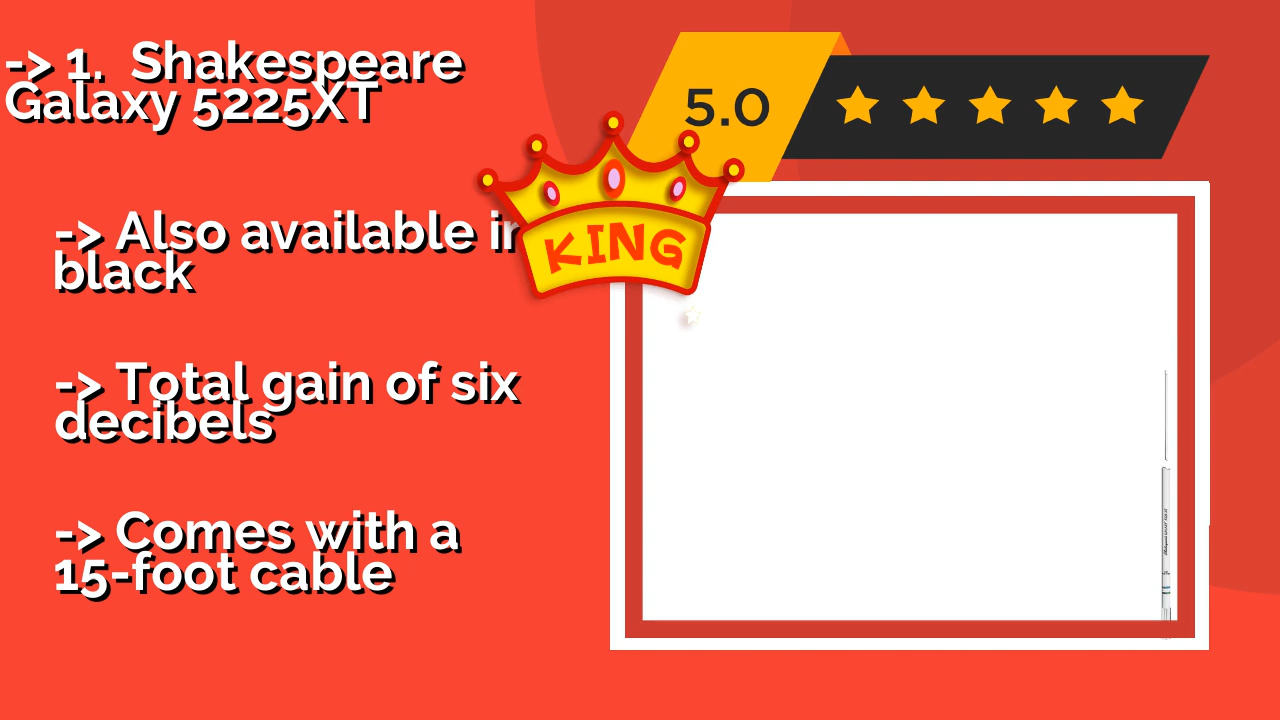 -> 1.  Shakespeare
Galaxy 5225XT
5.0
KING
-> Also available in
black
-> Total gain of six
decibels
-> Comes with a
15-foot cable